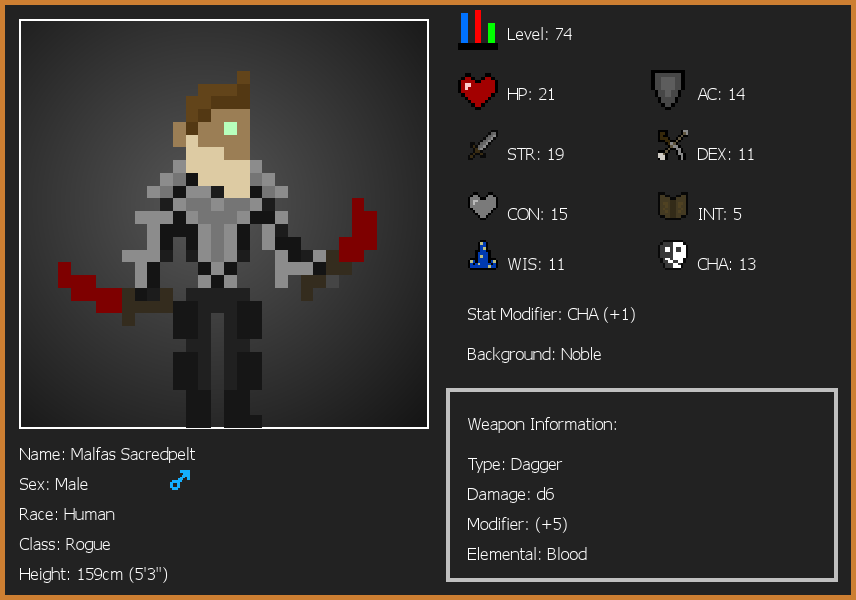 Level: 74
HP: 21
AC: 14
STR: 19
DEX: 11
CON: 15
INT: 5
WIS: 11
CHA: 13
Stat Modifier: CHA (+1)
Background: Noble
Weapon Information:
Type: Dagger
Damage: d6
Modifier: (+5)
Elemental: Blood
Name: Malfas Sacredpelt
Sex: Male
Race: Human
Class: Rogue
Height: 159cm (5'3")